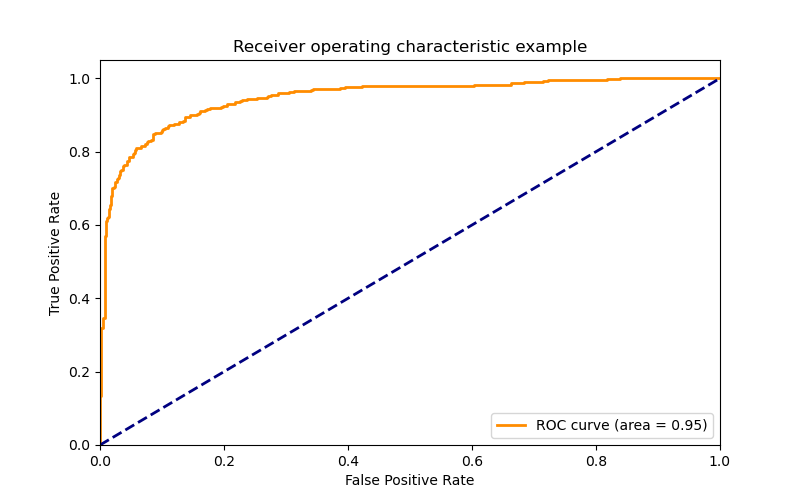 Receiver operating characteristic example
1.0
0.8
0.6
0.4
0.2
0.0
True Positive Rate
ROC curve (area = 0.95)
0.0 0.2 0.4 0.6 0.8 1.0
False Positive Rate